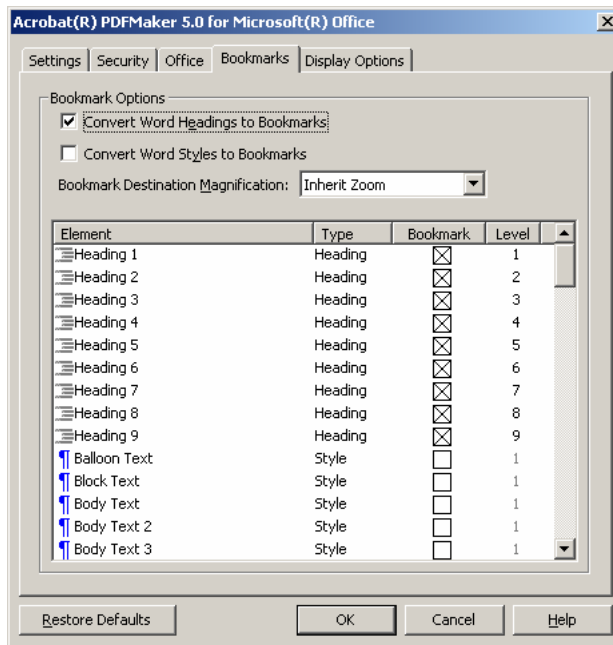 Acrobat(R) PDFMaker 5.0 for Microsoft(R) Office
Settings Security Office Bookmarks Display Options
Bookmark Options
Convert Word Headings to Bookmarks
Convert Word Styles to Bookmarks
Bookmark Destination Magnification: Inherit Zoom
Element Type Bookmark Level
Heading 1 Heading 1
Heading 2 Heading 2
Heading 3 Heading 3
Heading 4 Heading 4
Heading 5 Heading 5
Heading 6 Heading 6
Heading 7 Heading 7
Heading 8 Heading 8
Heading 9 Heading 9
¶ Balloon Text Style 1
¶ Block Text Style 1
¶ Body Text Style 1
¶ Body Text 2 Style 1
¶ Body Text 3 Style 1
Restore Defaults OK Cancel Help